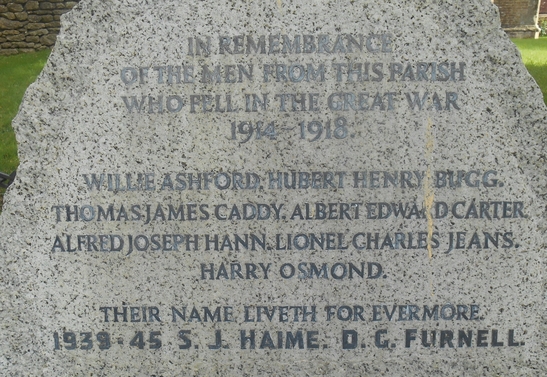 IN REMEMBRANCE
OF THE MEN FROM THIS PARISH
WHO FELL IN THE GREAT WAR
1914-1918.
WILLIE ASHFORD. HUBERT HENRY BUGG.
THOMAS JAMES CADDY. ALBERT EDWARD CARTER.
ALFRED JOSEPH HANN. LIONEL CHARLES JEANS.
HARRY OSMOND.
THEIR NAME LIVETH FOR EVERMORE.
1939-45 S. J. HAIME. D. G. FURNELL.